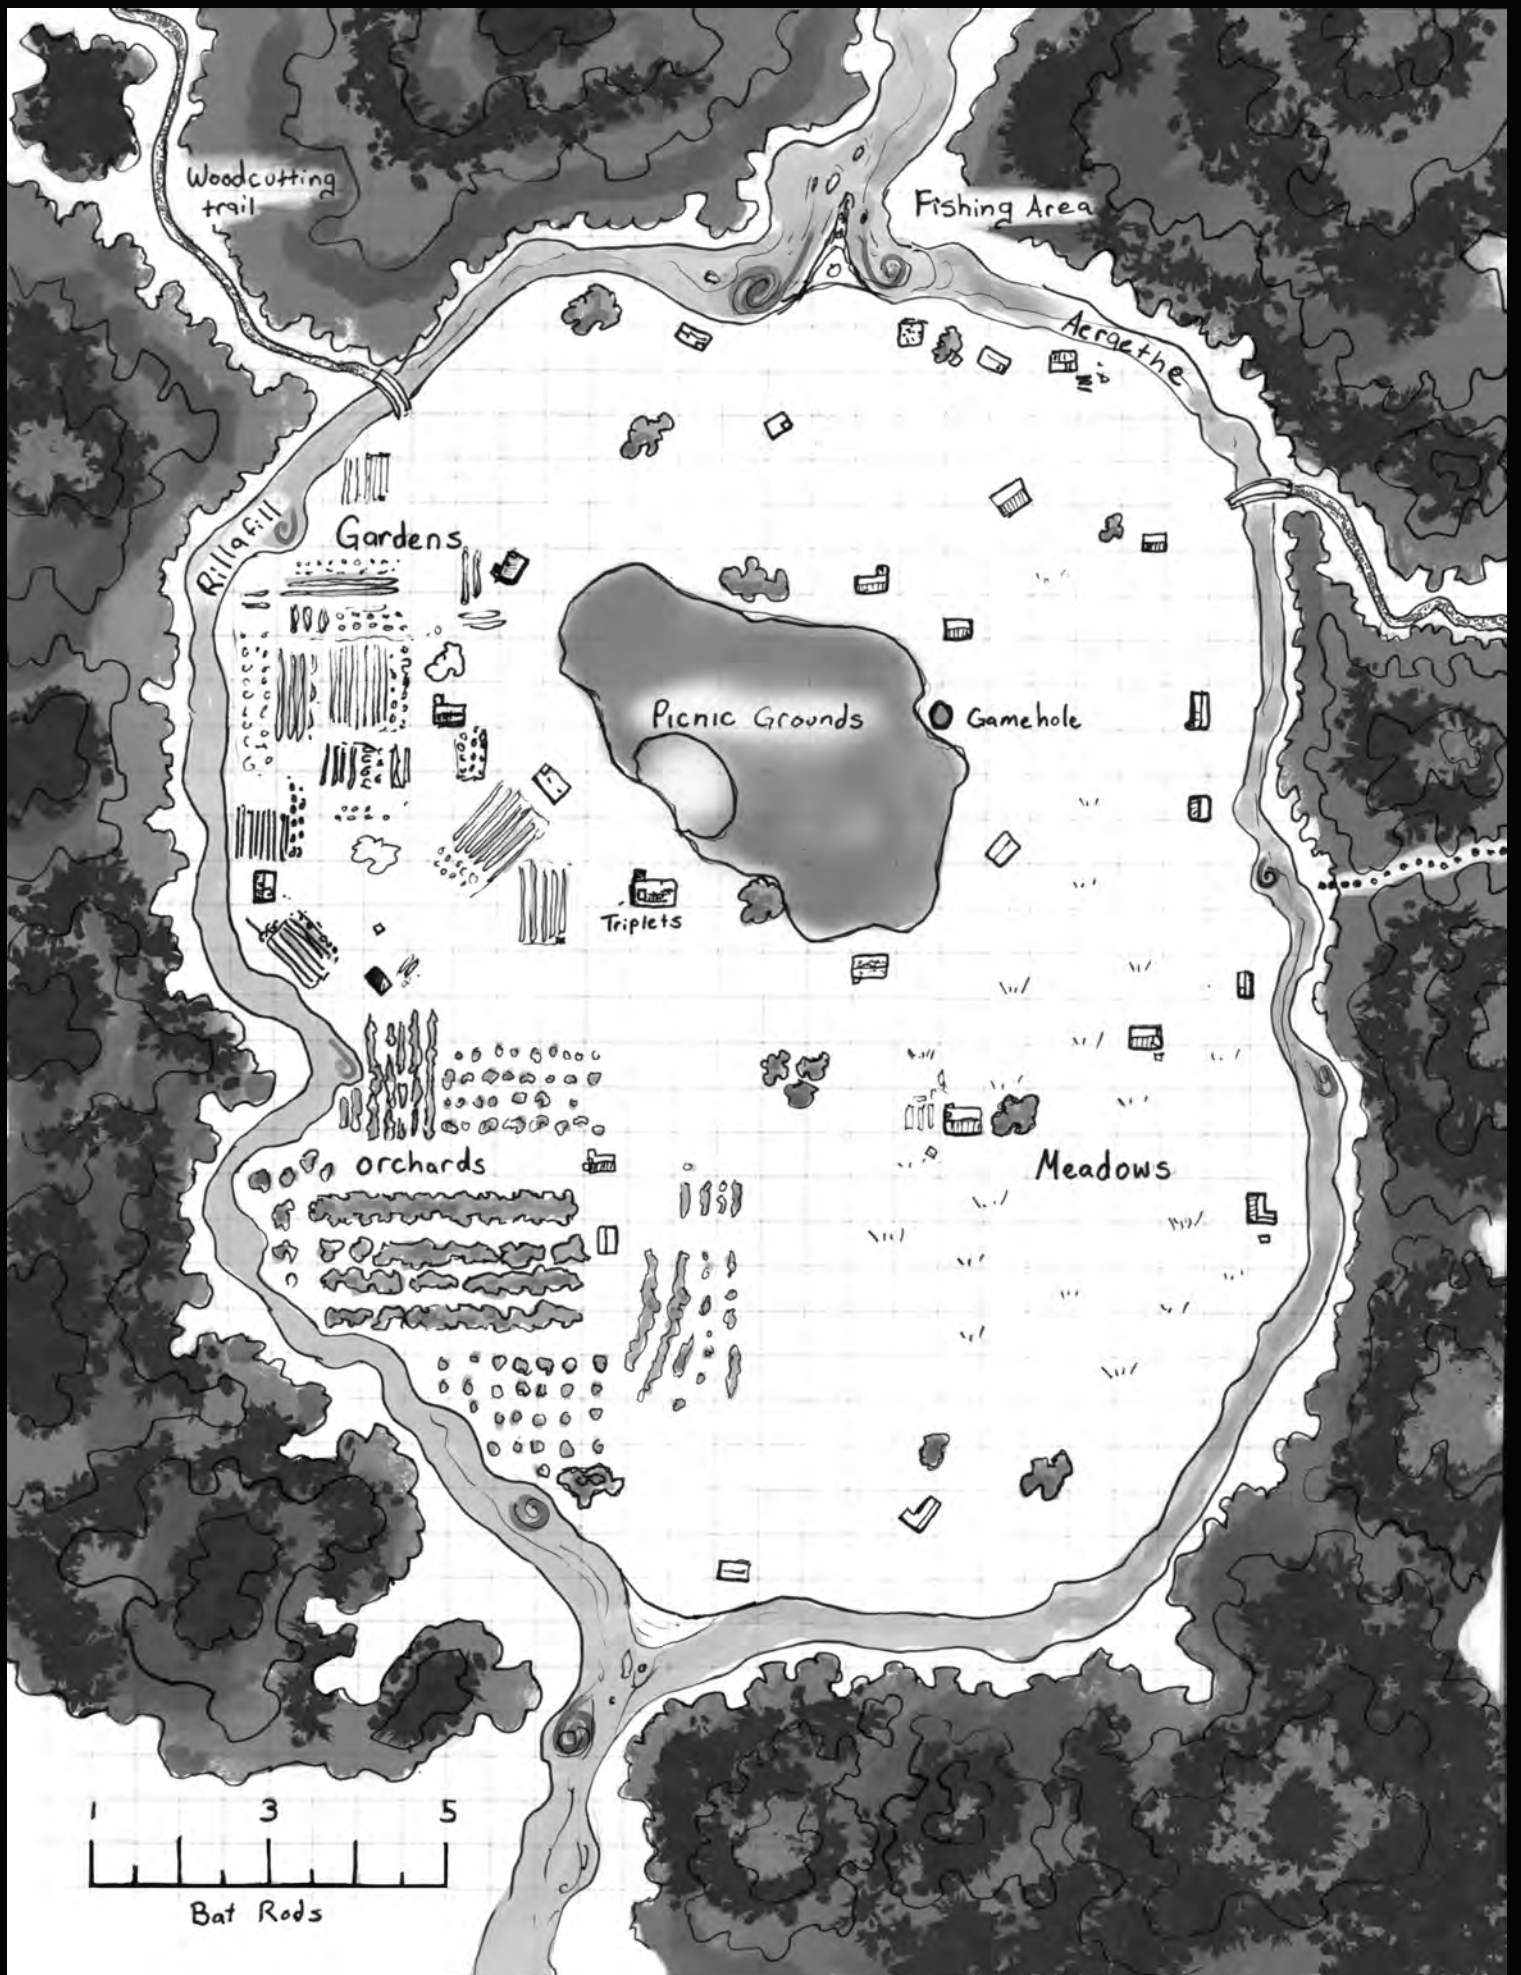 Woodcutting
trail
Fishing Area
Aergethe
Rillafill
Gardens
Picnic Grounds
Gamehole
Triplets
orchards
Meadows
1 3 5
Bat Rods